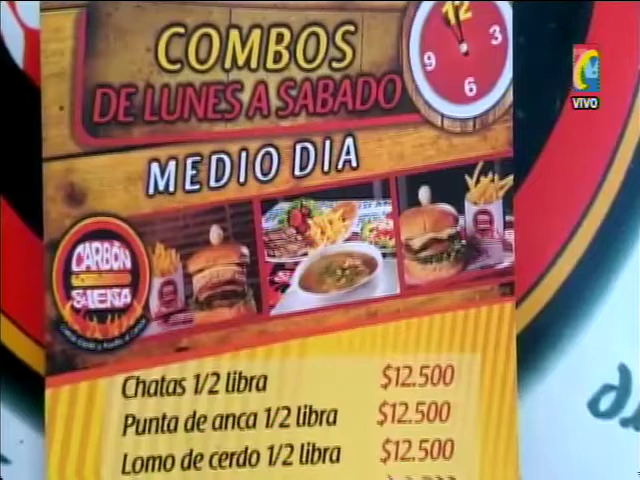 COMBOS
DE LUNES A SABADO
12
3
6
9
MEDIO DIA
CARBÓN
& LEÑA
Chatas 1/2 libra $12.500
Punta de anca 1/2 libra $12.500
Lomo de cerdo 1/2 libra $12.500
VIVO